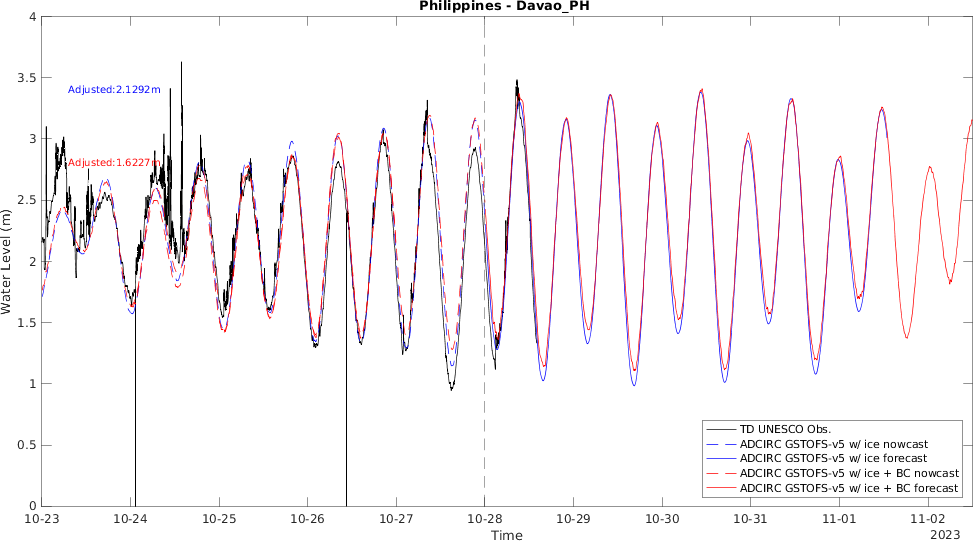 Philippines - Davao_PH
4
3.5
3
2.5
2
1.5
1
0.5
0
Water Level (m)
Adjusted:2.1292m
Adjusted:1.6227m
TD UNESCO Obs.
ADCIRC GSTOFS-v5 w/ ice nowcast
ADCIRC GSTOFS-v5 w/ ice forecast
ADCIRC GSTOFS-v5 w/ ice + BC nowcast
ADCIRC GSTOFS-v5 w/ ice + BC forecast
10-23 10-24 10-25 10-26 10-27 10-28 10-29 10-30 10-31 11-01 11-02
Time
2023